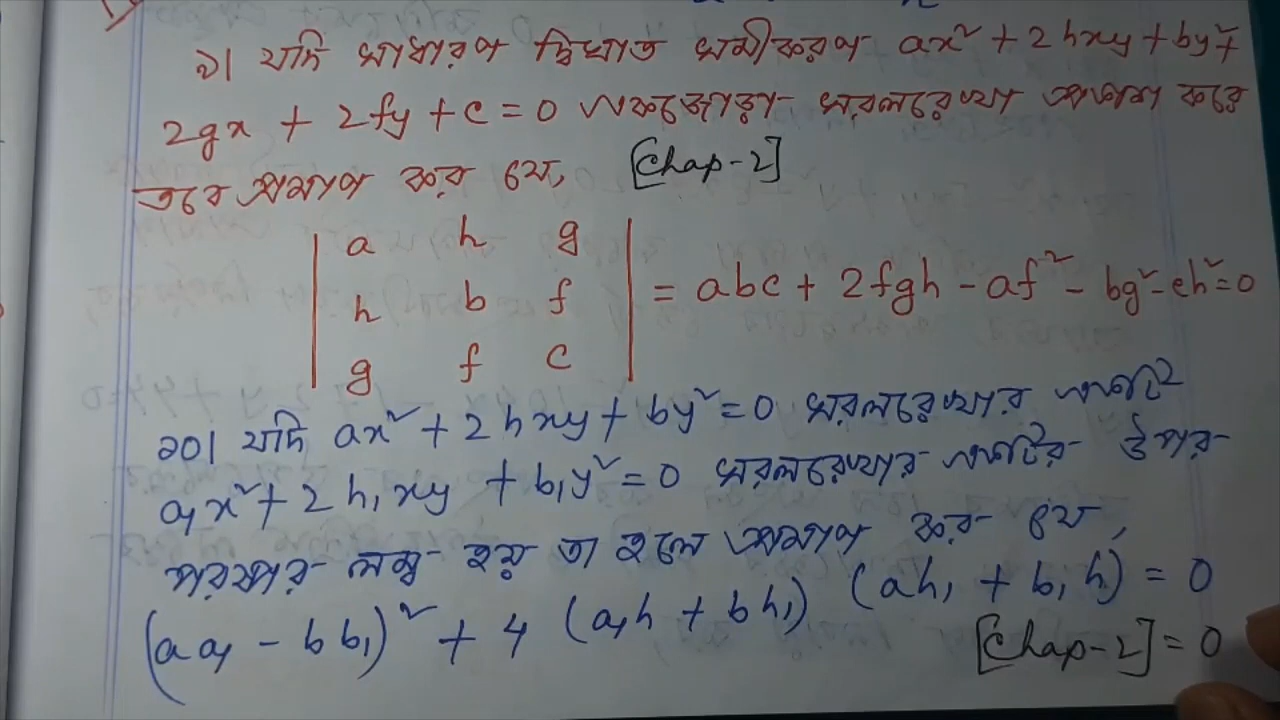 ৯। যদি সাধারণ দ্বিঘাত সমীকরণ ax² + 2hxy + by² +
2gx + 2fy + c = 0 একজোড়া সরলরেখা প্রকাশ করে
তবে প্রমাণ কর যে, [Chap-2]
| a h g |
| h b f | = abc + 2fgh - af² - bg² - ch² = 0
| g f c |
১০। যদি ax² + 2hxy + by² = 0 সরলরেখার একটি
a₁x² + 2h₁xy + b₁y² = 0 সরলরেখার একটির উপর
পরস্পর লম্ব হয় তা হলে প্রমাণ কর যে,
(aa₁ - bb₁)² + 4 (a₁h + bh₁) (ah₁ + b₁h) = 0
[Chap-2] = 0